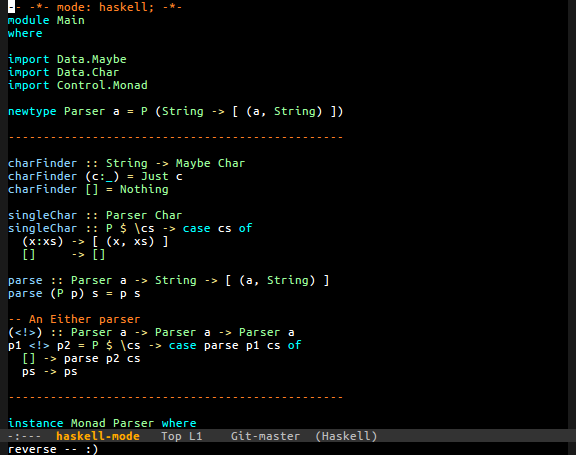 -- -*- mode: haskell; -*-
module Main
where
import Data.Maybe
import Data.Char
import Control.Monad
newtype Parser a = P (String -> [ (a, String) ])
------------------------------------------------
charFinder :: String -> Maybe Char
charFinder (c:_) = Just c
charFinder [] = Nothing
singleChar :: Parser Char
singleChar :: P $ \cs -> case cs of
  (x:xs) -> [ (x, xs) ]
  []     -> []
parse :: Parser a -> String -> [ (a, String) ]
parse (P p) s = p s
-- An Either parser
(<!>) :: Parser a -> Parser a -> Parser a
p1 <!> p2 = P $ \cs -> case parse p1 cs of
  [] -> parse p2 cs
  ps -> ps
------------------------------------------------
instance Monad Parser where
-:---  haskell-mode   Top L1    Git-master  (Haskell)
reverse -- :)